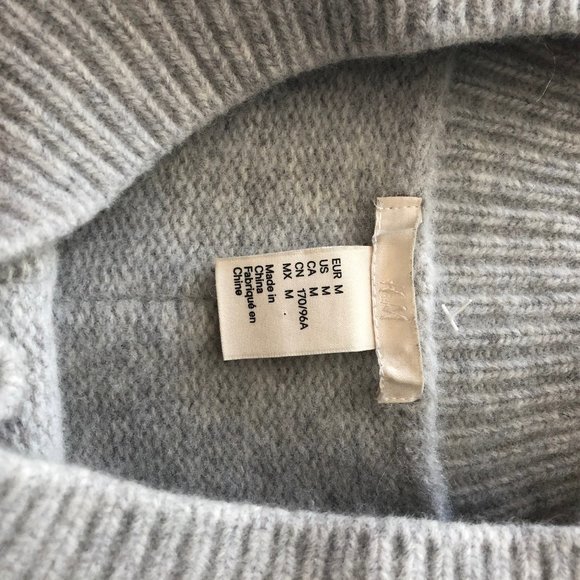 H&M
EUR M
US M
CA M
CN 170/96A
MX M
Made in
China
Fabriqué en
Chine